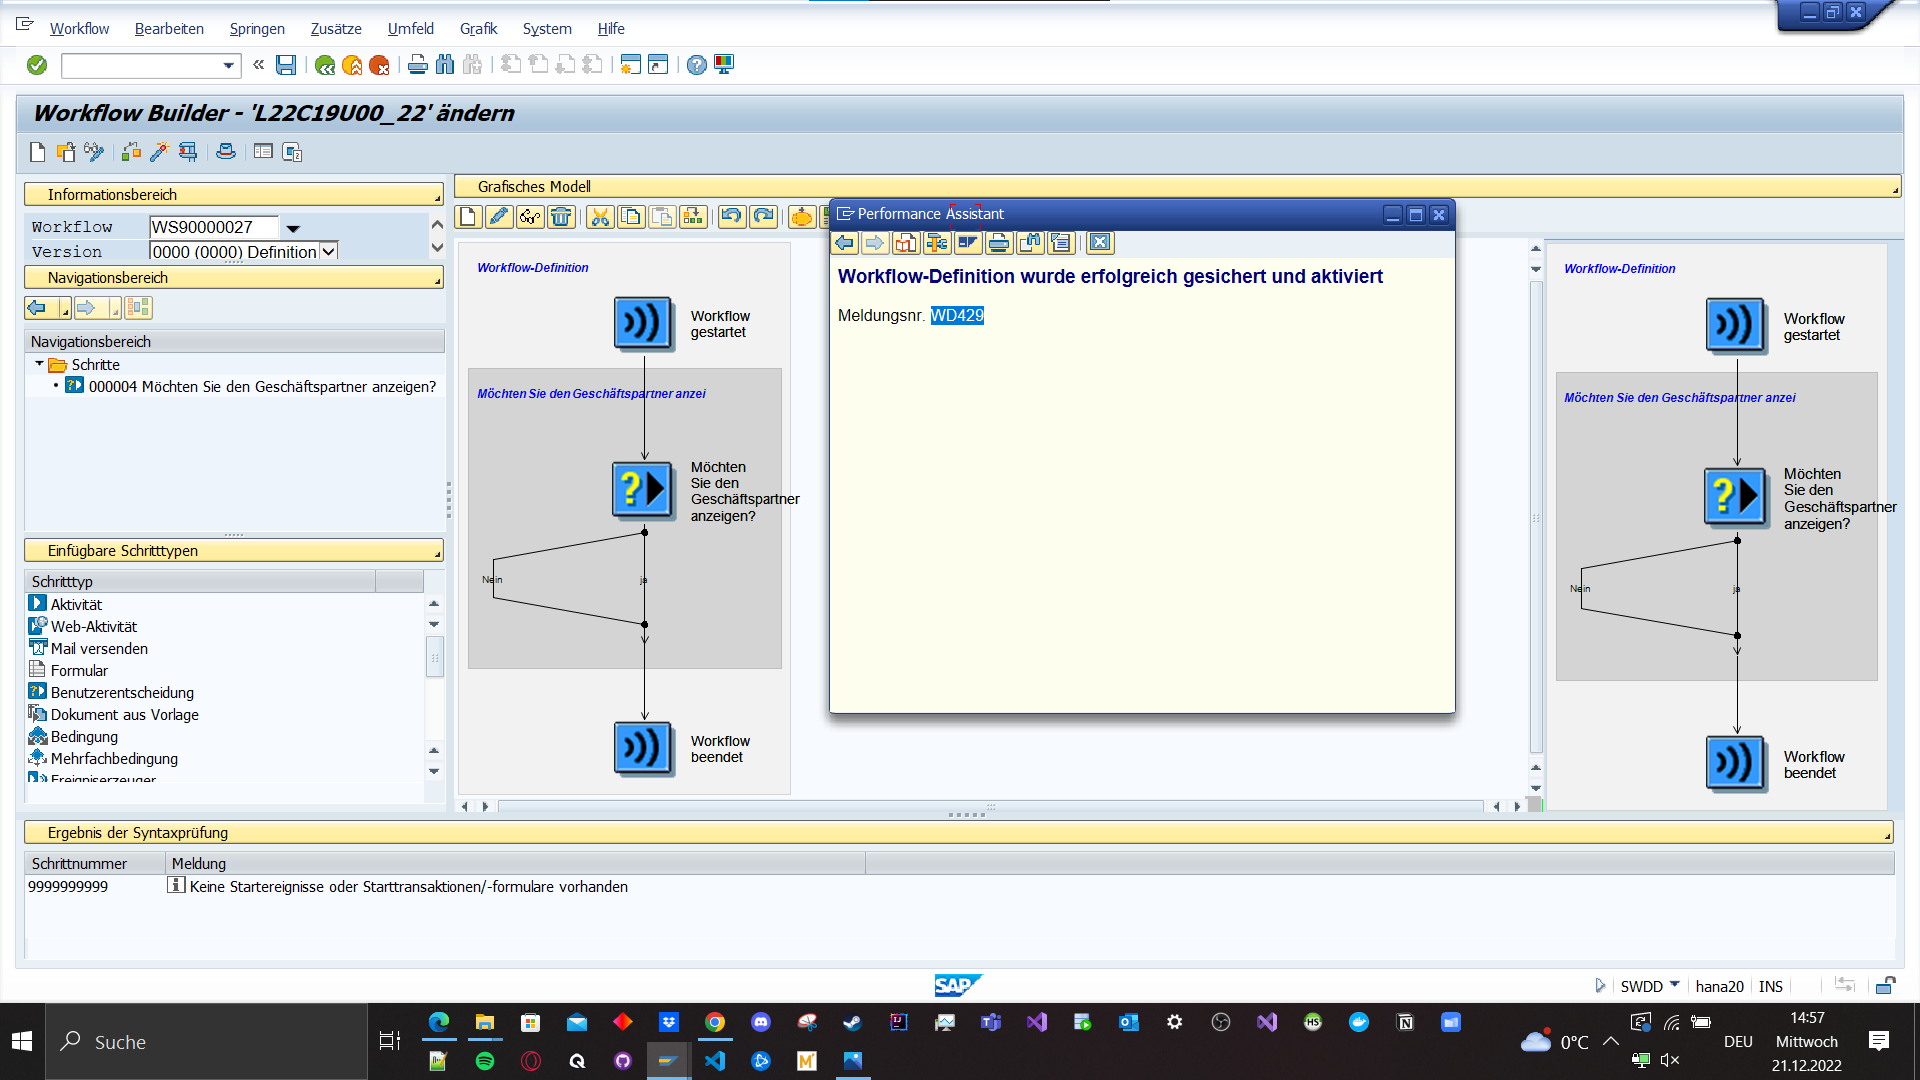 Workflow Bearbeiten Springen Zusätze Umfeld Grafik System Hilfe
Workflow Builder - 'L22C19U00_22' ändern
Informationsbereich
Workflow WS90000027
Version 0000 (0000) Definition
Navigationsbereich
Navigationsbereich
Schritte
000004 Möchten Sie den Geschäftspartner anzeigen?
Einfügbare Schritttypen
Schritttyp
Aktivität
Web-Aktivität
Mail versenden
Formular
Benutzerentscheidung
Dokument aus Vorlage
Bedingung
Mehrfachbedingung
Ereigniserzeuger
Grafisches Modell
Workflow-Definition
Workflow
gestartet
Möchten Sie den Geschäftspartner anzei
Möchten
Sie den
Geschäftspartner
anzeigen?
Nein
ja
Workflow
beendet
Performance Assistant
Workflow-Definition wurde erfolgreich gesichert und aktiviert
Meldungsnr. WD429
Workflow-Definition
Workflow
gestartet
Möchten Sie den Geschäftspartner anzei
Möchten
Sie den
Geschäftspartner
anzeigen?
Nein
ja
Workflow
beendet
Ergebnis der Syntaxprüfung
Schrittnummer Meldung
9999999999 Keine Startereignisse oder Starttransaktionen/-formulare vorhanden
SAP
SWDD hana20 INS
Suche
0°C
DEU
14:57
Mittwoch
21.12.2022